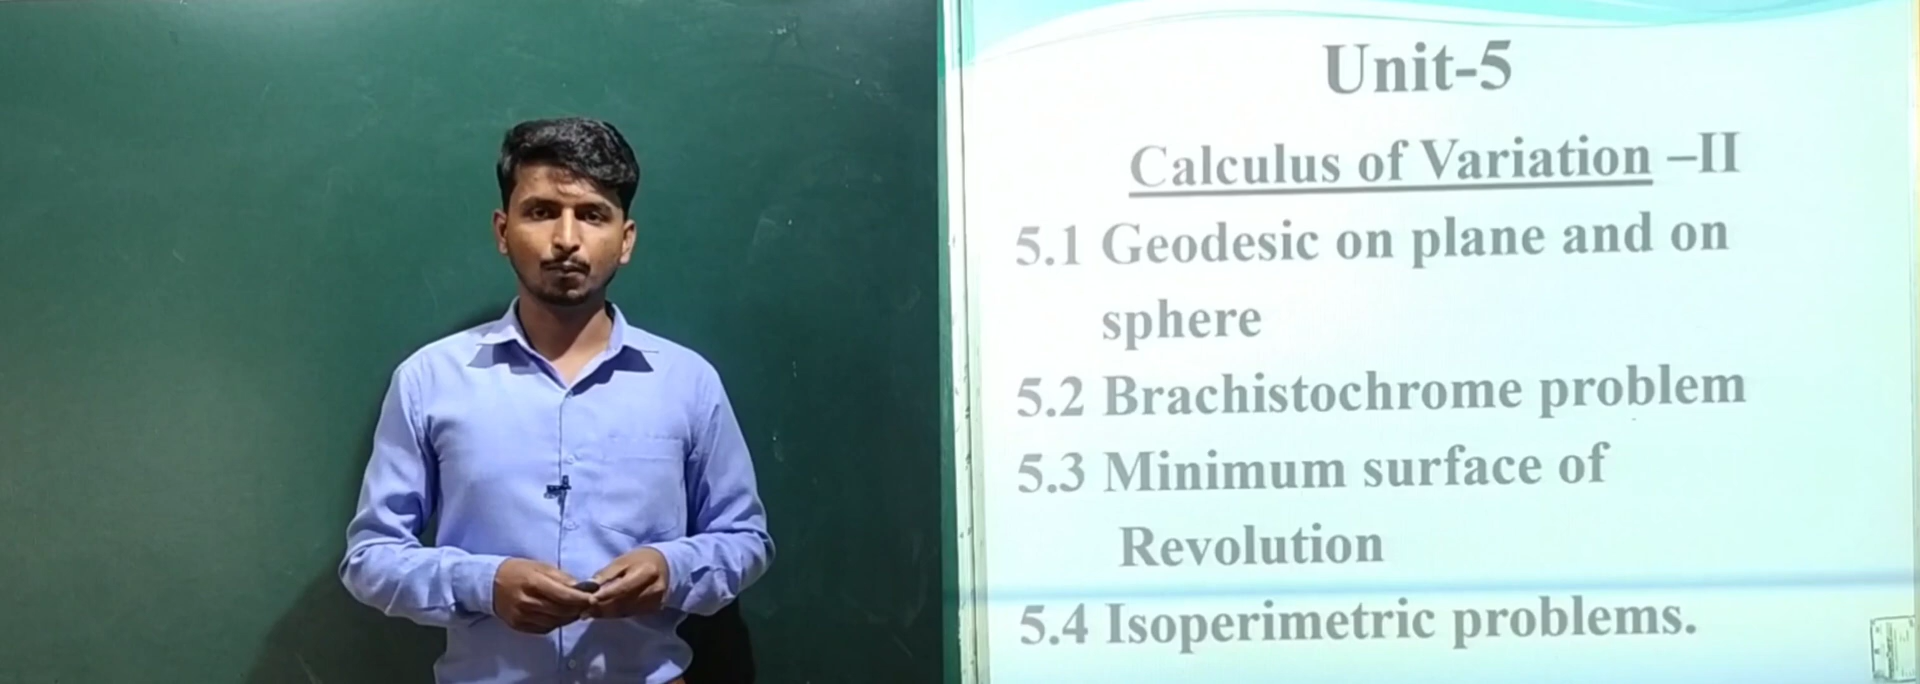 Unit-5
Calculus of Variation –II
5.1 Geodesic on plane and on
sphere
5.2 Brachistochrome problem
5.3 Minimum surface of
Revolution
5.4 Isoperimetric problems.